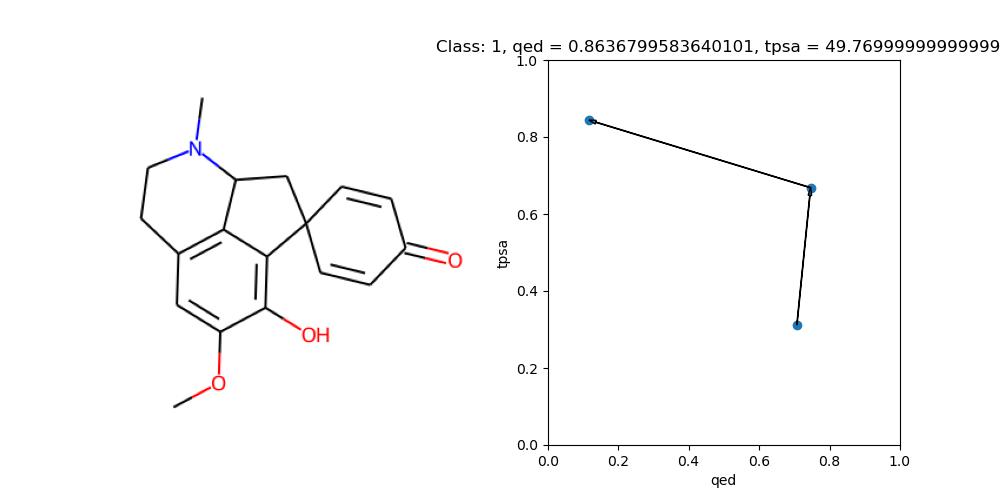 Class: 1, qed = 0.8636799583640101, tpsa = 49.76999999999999
N
O
OH
O
1.0
0.8
0.6
0.4
0.2
0.0
tpsa
0.0 0.2 0.4 0.6 0.8 1.0
qed